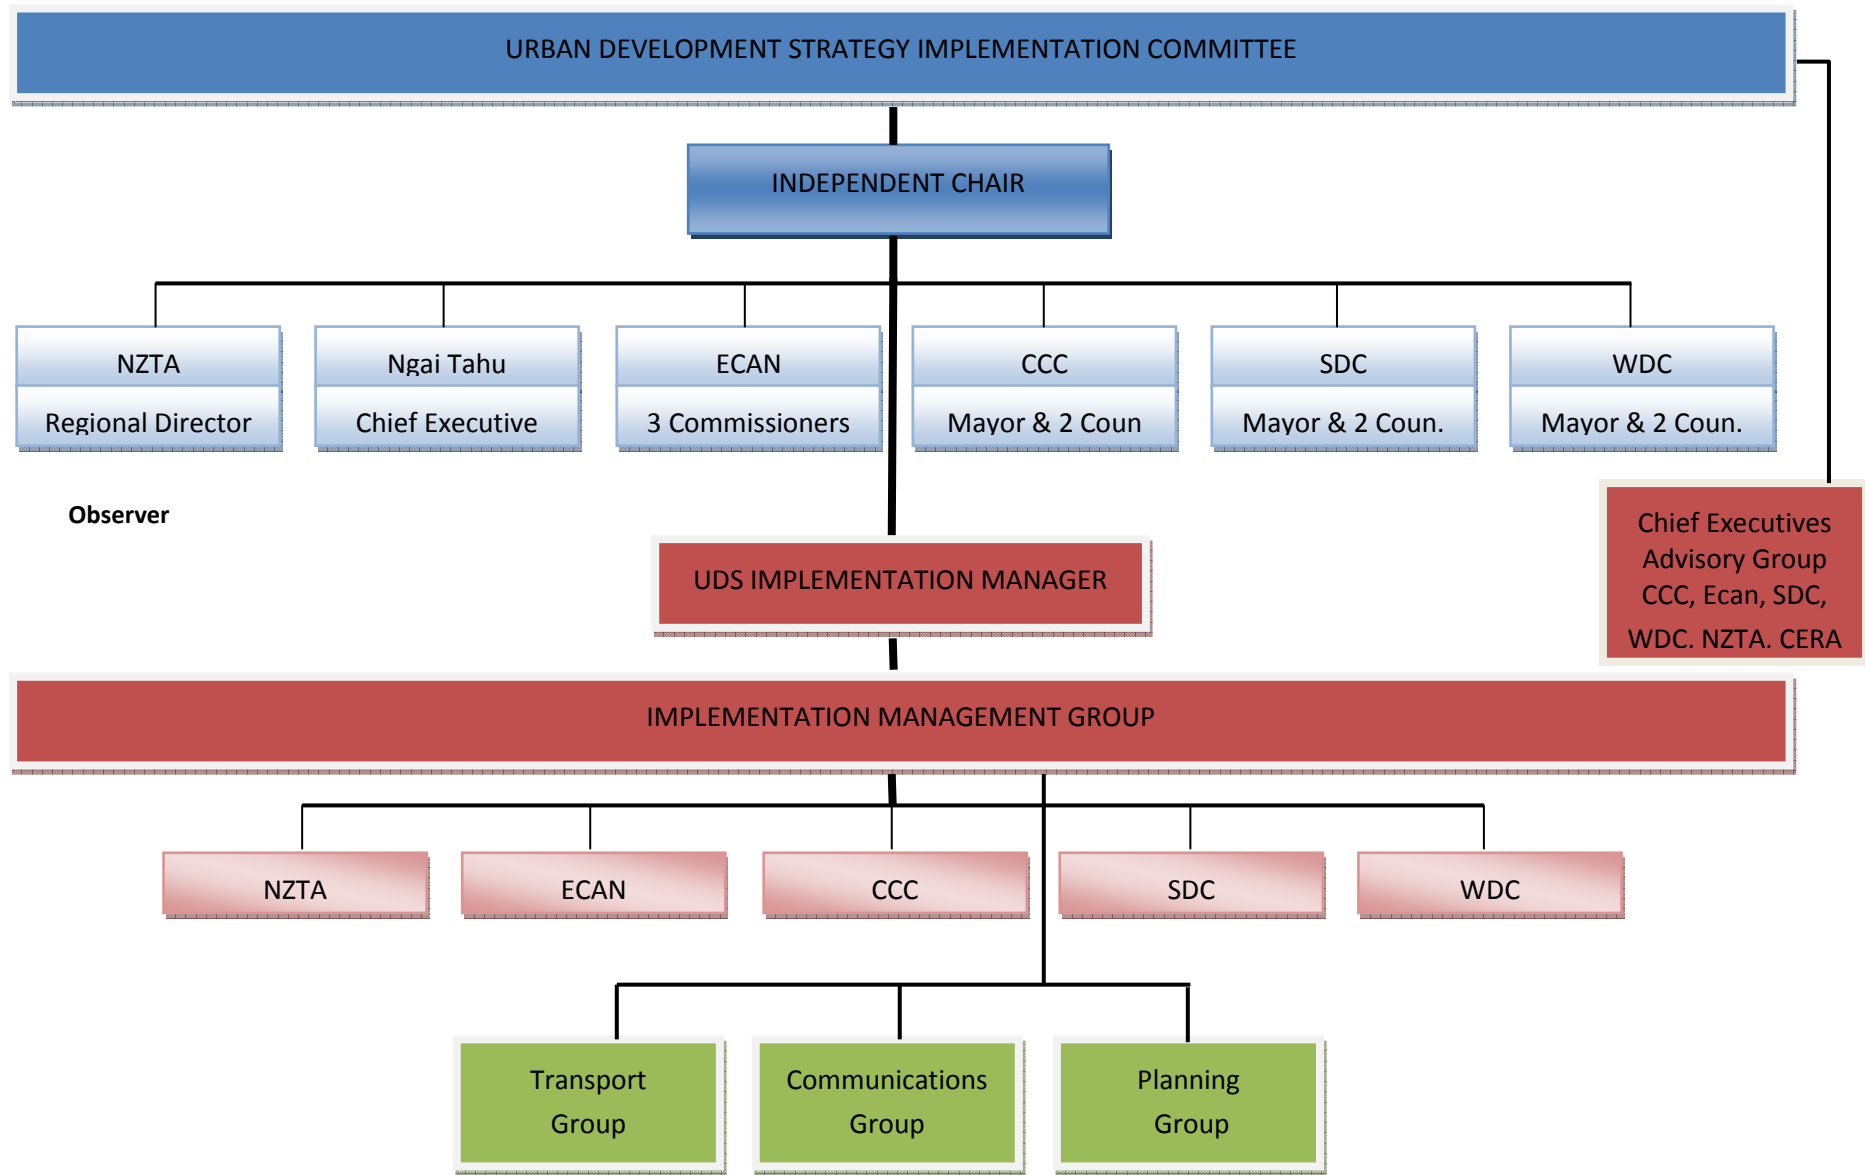 URBAN DEVELOPMENT STRATEGY IMPLEMENTATION COMMITTEE
INDEPENDENT CHAIR
NZTA
Regional Director
Ngai Tahu
Chief Executive
ECAN
3 Commissioners
CCC
Mayor & 2 Coun
SDC
Mayor & 2 Coun.
WDC
Mayor & 2 Coun.
Observer
Chief Executives
Advisory Group
CCC, Ecan, SDC,
WDC. NZTA. CERA
UDS IMPLEMENTATION MANAGER
IMPLEMENTATION MANAGEMENT GROUP
NZTA
ECAN
CCC
SDC
WDC
Transport
Group
Communications
Group
Planning
Group